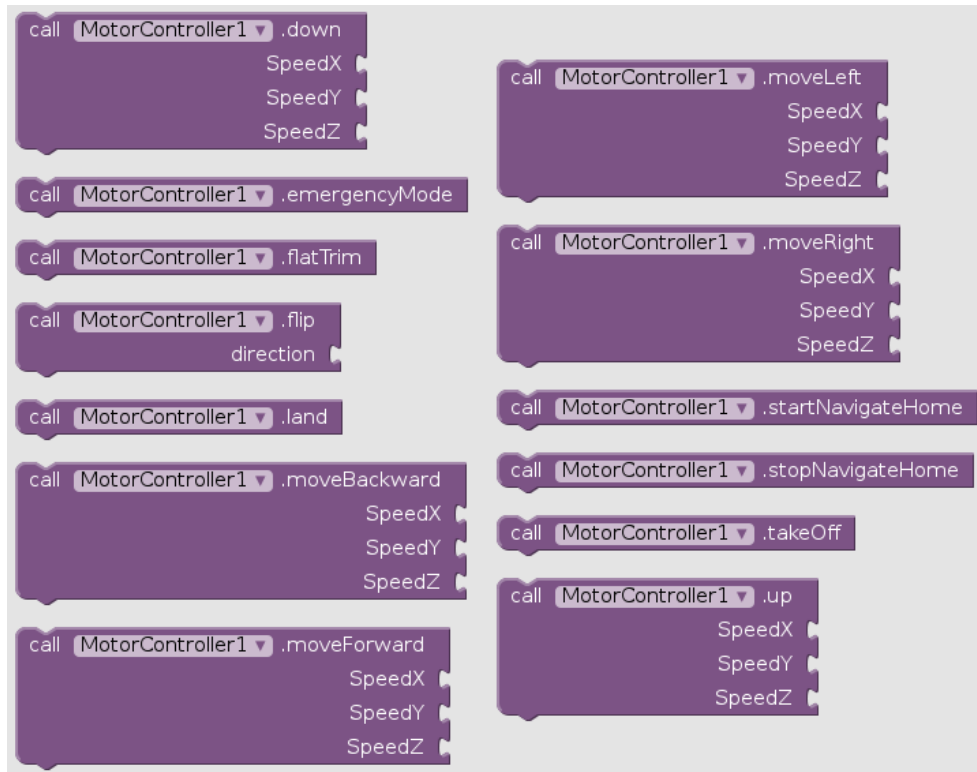 call MotorController1 .down
SpeedX
SpeedY
SpeedZ
call MotorController1 .emergencyMode
call MotorController1 .flatTrim
call MotorController1 .flip
direction
call MotorController1 .land
call MotorController1 .moveBackward
SpeedX
SpeedY
SpeedZ
call MotorController1 .moveForward
SpeedX
SpeedY
SpeedZ
call MotorController1 .moveLeft
SpeedX
SpeedY
SpeedZ
call MotorController1 .moveRight
SpeedX
SpeedY
SpeedZ
call MotorController1 .startNavigateHome
call MotorController1 .stopNavigateHome
call MotorController1 .takeOff
call MotorController1 .up
SpeedX
SpeedY
SpeedZ